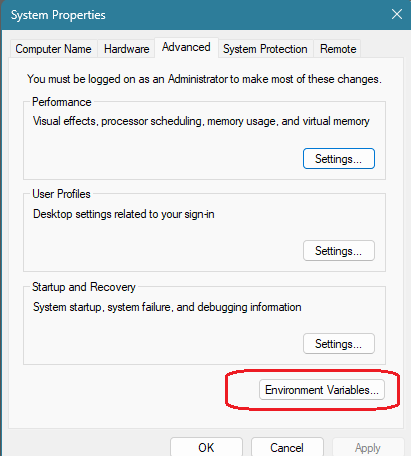 System Properties
Computer Name Hardware Advanced System Protection Remote
You must be logged on as an Administrator to make most of these changes.
Performance
Visual effects, processor scheduling, memory usage, and virtual memory
Settings...
User Profiles
Desktop settings related to your sign-in
Settings...
Startup and Recovery
System startup, system failure, and debugging information
Settings...
Environment Variables...
OK Cancel Apply